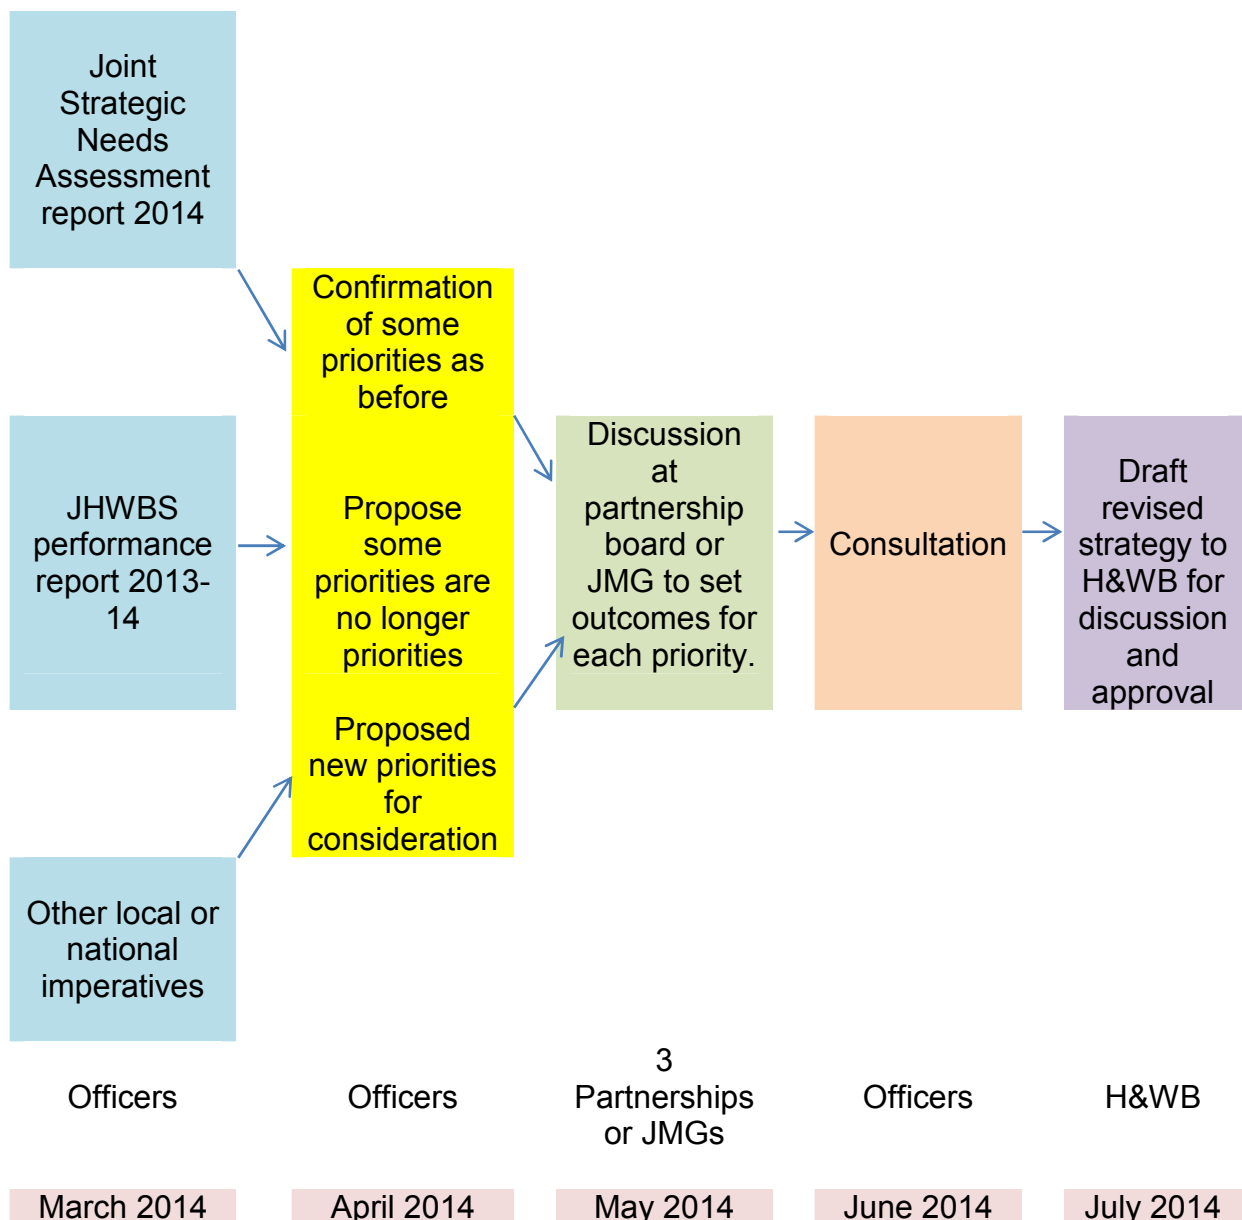 Joint
Strategic
Needs
Assessment
report 2014
Confirmation
of some
priorities as
before
JHWBS
performance
report 2013-
14
Propose
some
priorities are
no longer
priorities
Discussion
at
partnership
board or
JMG to set
outcomes for
each priority.
Consultation
Draft
revised
strategy to
H&WB for
discussion
and
approval
Proposed
new priorities
for
consideration
Other local or
national
imperatives
Officers
Officers
3
Partnerships
or JMGs
Officers
H&WB
March 2014
April 2014
May 2014
June 2014
July 2014